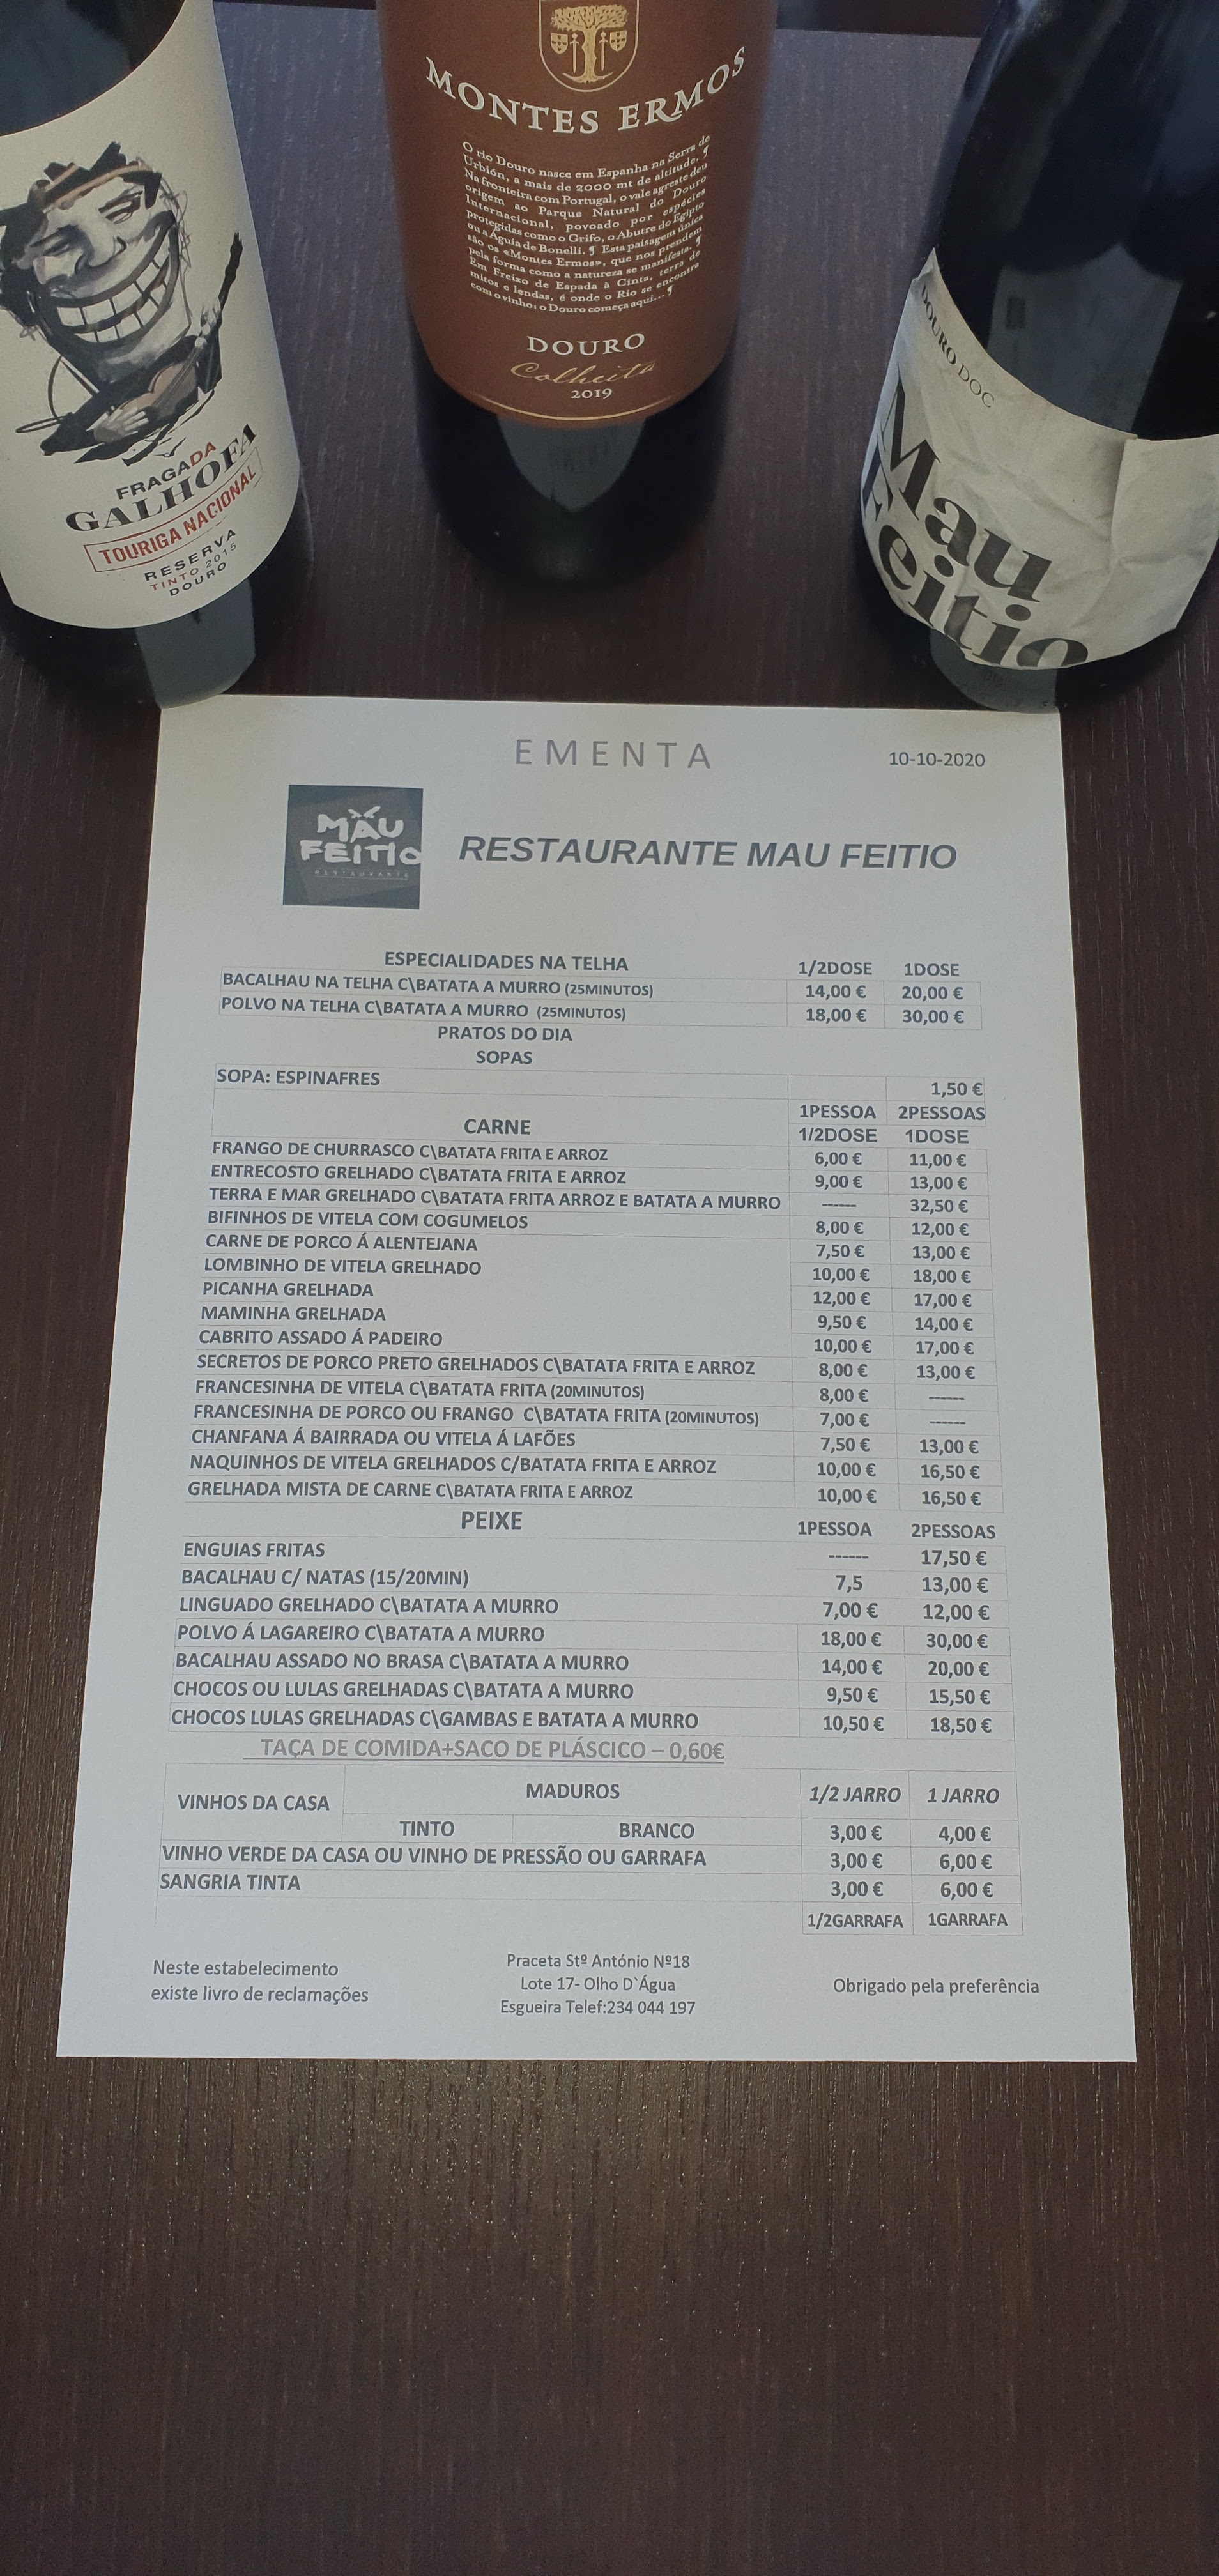 FRAGADA
GALHOFA
TOURIGA NACIONAL
RESERVA
TINTO 2015
DOURO
MONTES ERMOS
O rio Douro nasce em Espanha na Serra de
Urbión, a mais de 2000 mt de altitude. ¶
Na fronteira com Portugal, o vale agreste deu
origem ao Parque Natural do Douro
Internacional, povoado por espécies
protegidas como o Grifo, o Abutre do Egipto
ou a Águia de Bonelli. ¶ Esta paisagem única
são os «Montes Ermos», que nos prendem
pela forma como a natureza se manifesta. ¶
Em Freixo de Espada à Cinta, terra de
mitos e lendas, é onde o Rio se encontra
com o vinho: o Douro começa aqui... ¶
DOURO
Colheita
2019
DOURO DOC
Mau
Feitio
EMENTA
10-10-2020
MAU
FEITIO
RESTAURANTE
RESTAURANTE MAU FEITIO
ESPECIALIDADES NA TELHA 1/2DOSE 1DOSE
BACALHAU NA TELHA C\BATATA A MURRO (25MINUTOS) 14,00 € 20,00 €
POLVO NA TELHA C\BATATA A MURRO (25MINUTOS) 18,00 € 30,00 €
PRATOS DO DIA
SOPAS
SOPA: ESPINAFRES 1,50 €
1PESSOA 2PESSOAS
CARNE 1/2DOSE 1DOSE
FRANGO DE CHURRASCO C\BATATA FRITA E ARROZ 6,00 € 11,00 €
ENTRECOSTO GRELHADO C\BATATA FRITA E ARROZ 9,00 € 13,00 €
TERRA E MAR GRELHADO C\BATATA FRITA ARROZ E BATATA A MURRO ------ 32,50 €
BIFINHOS DE VITELA COM COGUMELOS 8,00 € 12,00 €
CARNE DE PORCO Á ALENTEJANA 7,50 € 13,00 €
LOMBINHO DE VITELA GRELHADO 10,00 € 18,00 €
PICANHA GRELHADA 12,00 € 17,00 €
MAMINHA GRELHADA 9,50 € 14,00 €
CABRITO ASSADO Á PADEIRO 10,00 € 17,00 €
SECRETOS DE PORCO PRETO GRELHADOS C\BATATA FRITA E ARROZ 8,00 € 13,00 €
FRANCESINHA DE VITELA C\BATATA FRITA (20MINUTOS) 8,00 € ------
FRANCESINHA DE PORCO OU FRANGO C\BATATA FRITA (20MINUTOS) 7,00 € ------
CHANFANA Á BAIRRADA OU VITELA Á LAFÕES 7,50 € 13,00 €
NAQUINHOS DE VITELA GRELHADOS C/BATATA FRITA E ARROZ 10,00 € 16,50 €
GRELHADA MISTA DE CARNE C\BATATA FRITA E ARROZ 10,00 € 16,50 €
PEIXE 1PESSOA 2PESSOAS
ENGUIAS FRITAS ------ 17,50 €
BACALHAU C/ NATAS (15/20MIN) 7,5 13,00 €
LINGUADO GRELHADO C\BATATA A MURRO 7,00 € 12,00 €
POLVO Á LAGAREIRO C\BATATA A MURRO 18,00 € 30,00 €
BACALHAU ASSADO NO BRASA C\BATATA A MURRO 14,00 € 20,00 €
CHOCOS OU LULAS GRELHADAS C\BATATA A MURRO 9,50 € 15,50 €
CHOCOS LULAS GRELHADAS C\GAMBAS E BATATA A MURRO 10,50 € 18,50 €
TAÇA DE COMIDA+SACO DE PLÁSCICO – 0,60€
VINHOS DA CASA MADUROS 1/2 JARRO 1 JARRO
TINTO BRANCO 3,00 € 4,00 €
VINHO VERDE DA CASA OU VINHO DE PRESSÃO OU GARRAFA 3,00 € 6,00 €
SANGRIA TINTA 3,00 € 6,00 €
1/2GARRAFA 1GARRAFA
Neste estabelecimento
existe livro de reclamações
Praceta Stº António Nº18
Lote 17- Olho D`Água
Esgueira Telef:234 044 197
Obrigado pela preferência